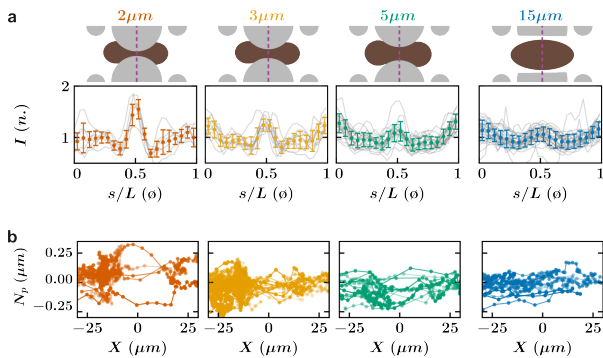 a
2μm 3μm 5μm 15μm
I (n.)
2
1
0 0.5 1 0 0.5 1 0 0.5 1 0 0.5 1
s/L (ø) s/L (ø) s/L (ø) s/L (ø)
b
N_p (μm)
0.25
0.00
−0.25
−25 0 25 −25 0 25 −25 0 25 −25 0 25
X (μm) X (μm) X (μm) X (μm)